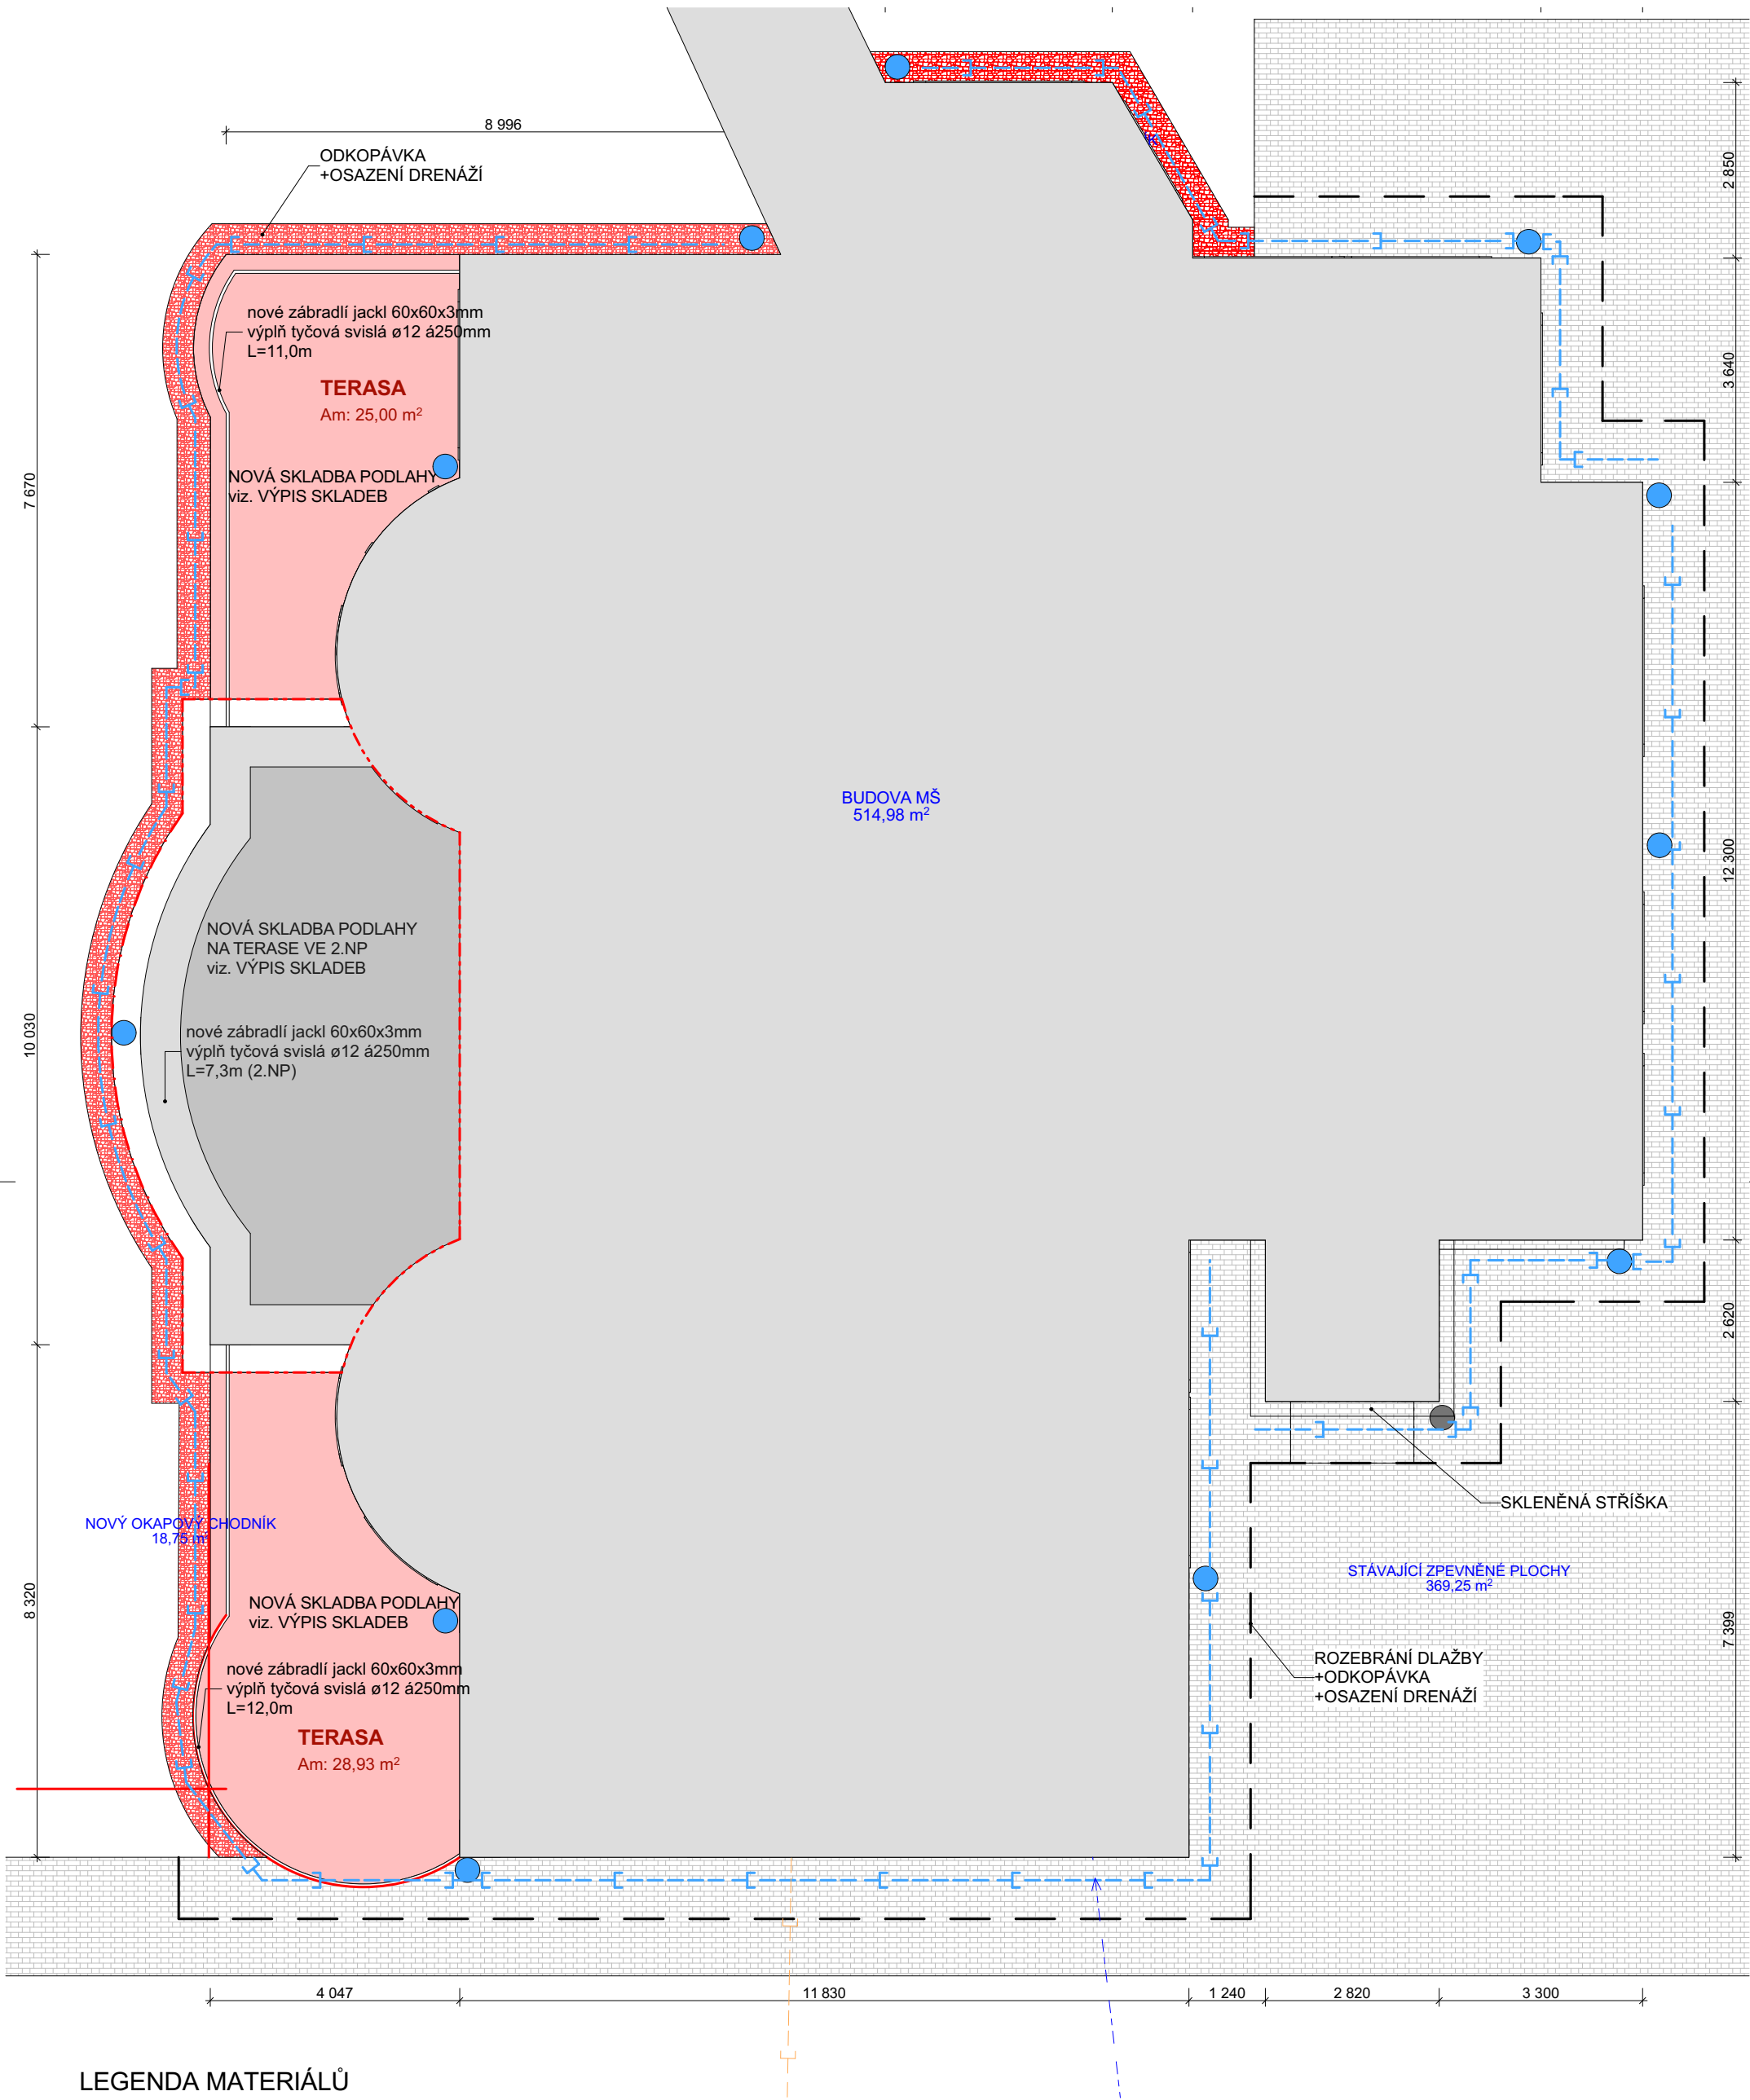 8 996
ODKOPÁVKA
+OSAZENÍ DRENÁŽÍ
2 850
nové zábradlí jackl 60x60x3mm
výplň tyčová svislá ø12 á250mm
L=11,0m
3 640
TERASA
Am: 25,00 m²
7 670
NOVÁ SKLADBA PODLAHY
viz. VÝPIS SKLADEB
BUDOVA MŠ
514,98 m²
12 300
NOVÁ SKLADBA PODLAHY
NA TERASE VE 2.NP
viz. VÝPIS SKLADEB
10 030
nové zábradlí jackl 60x60x3mm
výplň tyčová svislá ø12 á250mm
L=7,3m (2.NP)
2 620
SKLENĚNÁ STŘÍŠKA
NOVÝ OKAPOVÝ CHODNÍK
18,75 m
STÁVAJÍCÍ ZPEVNĚNÉ PLOCHY
369,25 m²
8 320
NOVÁ SKLADBA PODLAHY
viz. VÝPIS SKLADEB
7 399
ROZEBRÁNÍ DLAŽBY
+ODKOPÁVKA
+OSAZENÍ DRENÁŽÍ
nové zábradlí jackl 60x60x3mm
výplň tyčová svislá ø12 á250mm
L=12,0m
TERASA
Am: 28,93 m²
4 047
11 830
1 240
2 820
3 300
LEGENDA MATERIÁLŮ